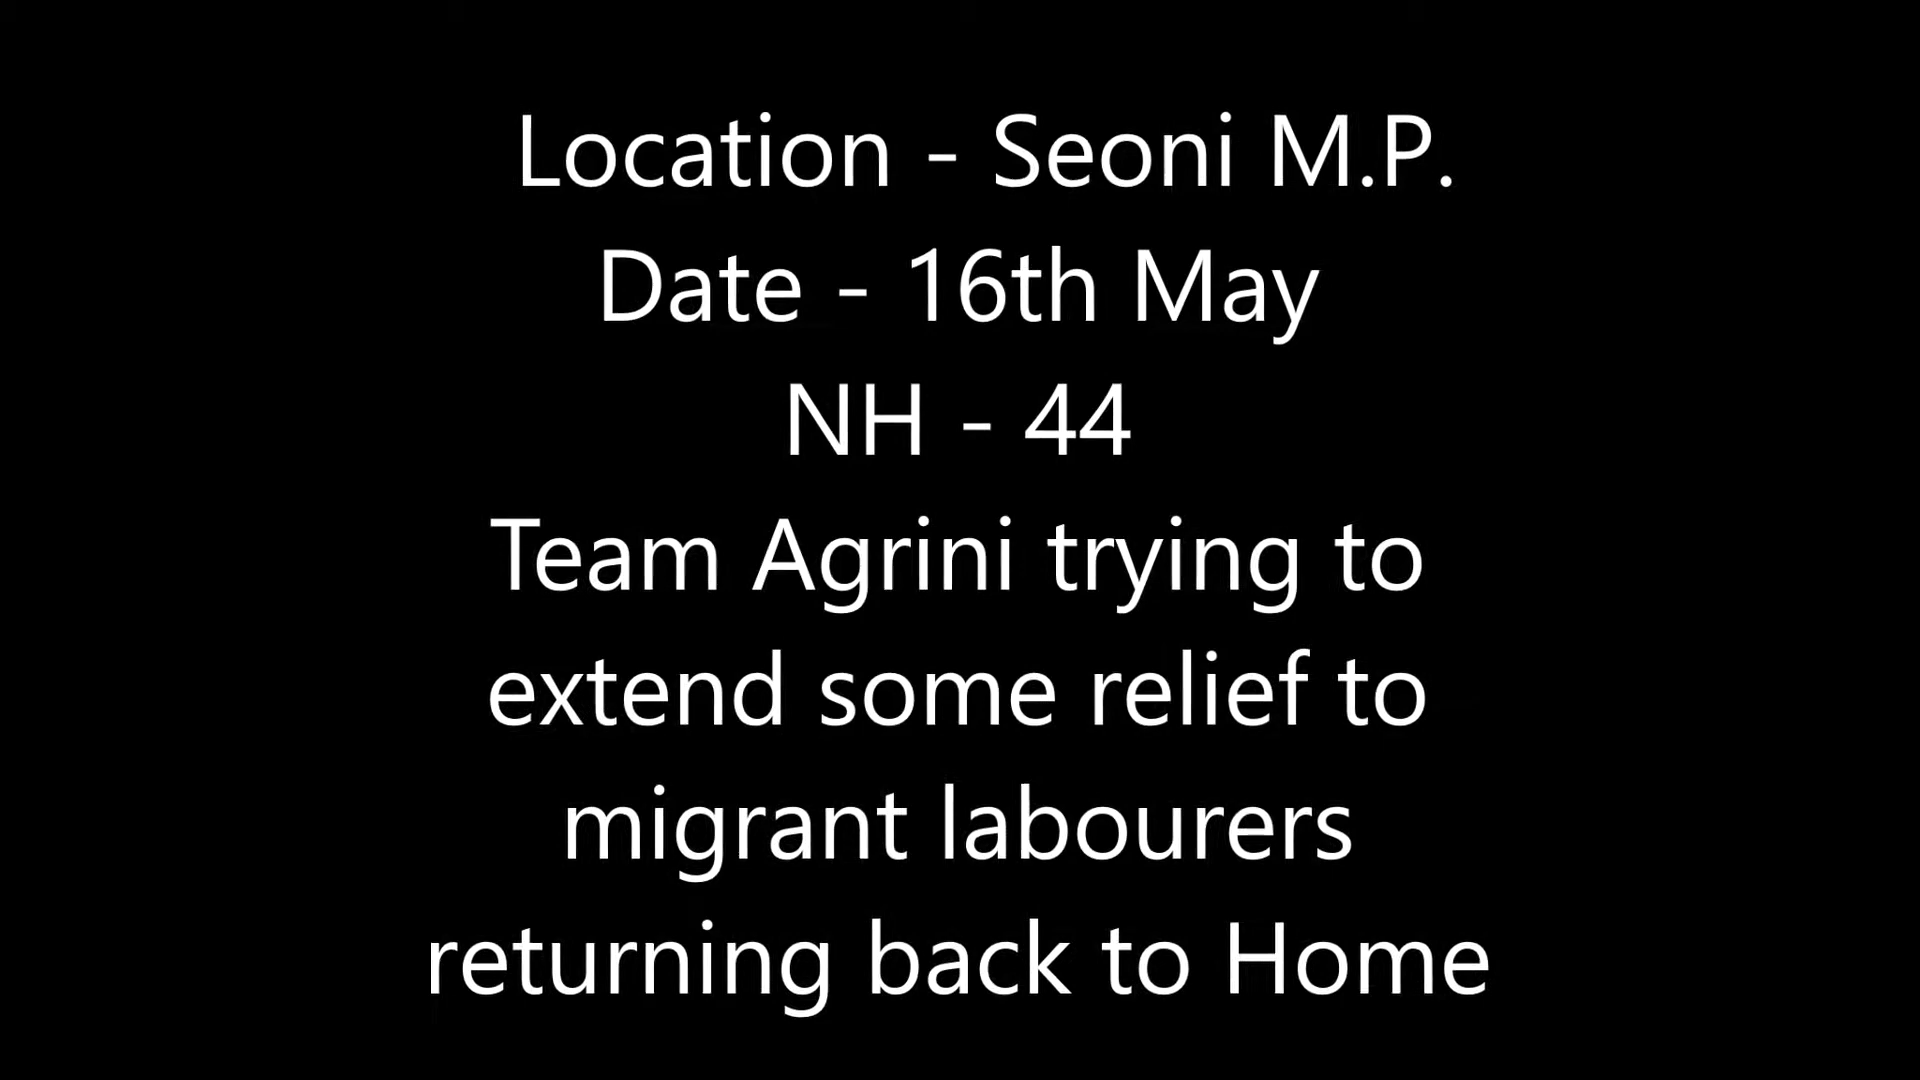 Location - Seoni M.P.
Date - 16th May
NH - 44
Team Agrini trying to
extend some relief to
migrant labourers
returning back to Home